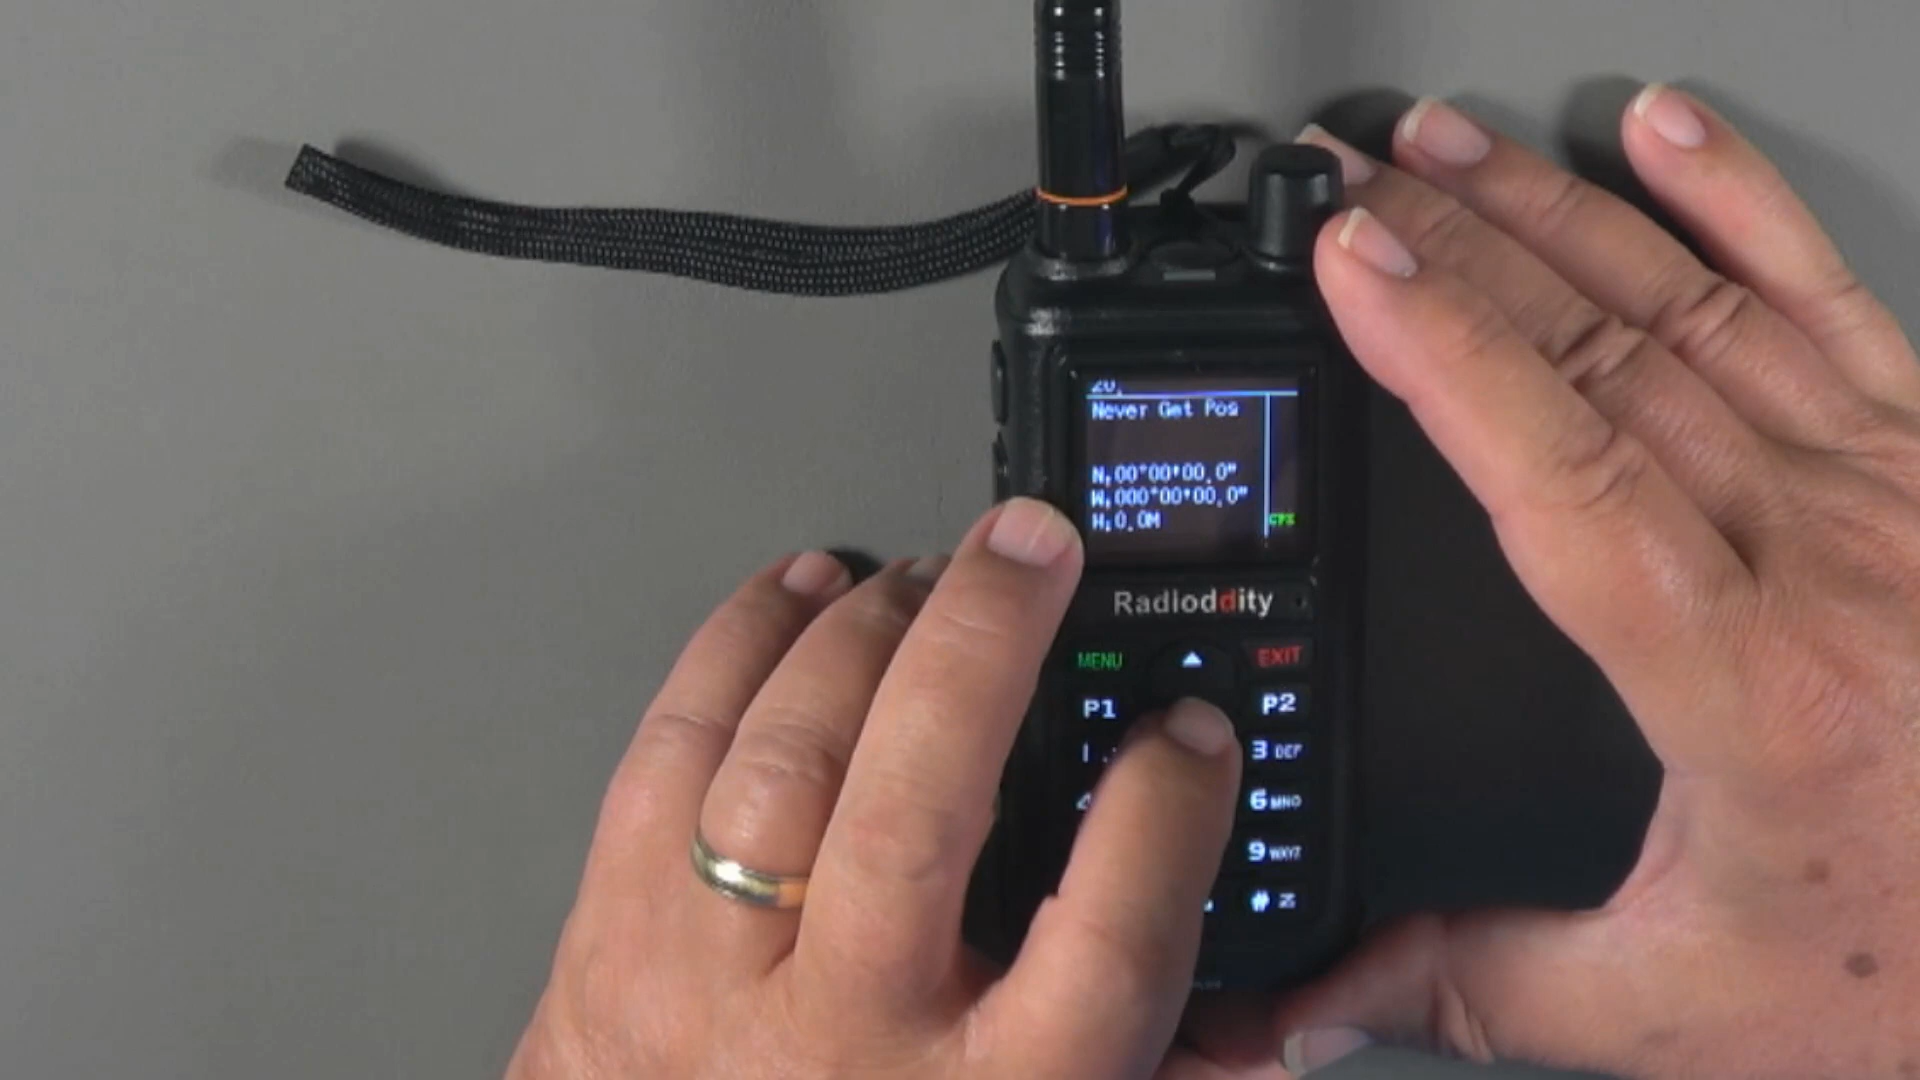 20.
Never Get Pos
N:00°00'00.0"
W:000°00'00.0"
H:0.0M
GPS
Radioddity
MENU
EXIT
P1
P2
3 DEF
6 MNO
9 WXYZ
#